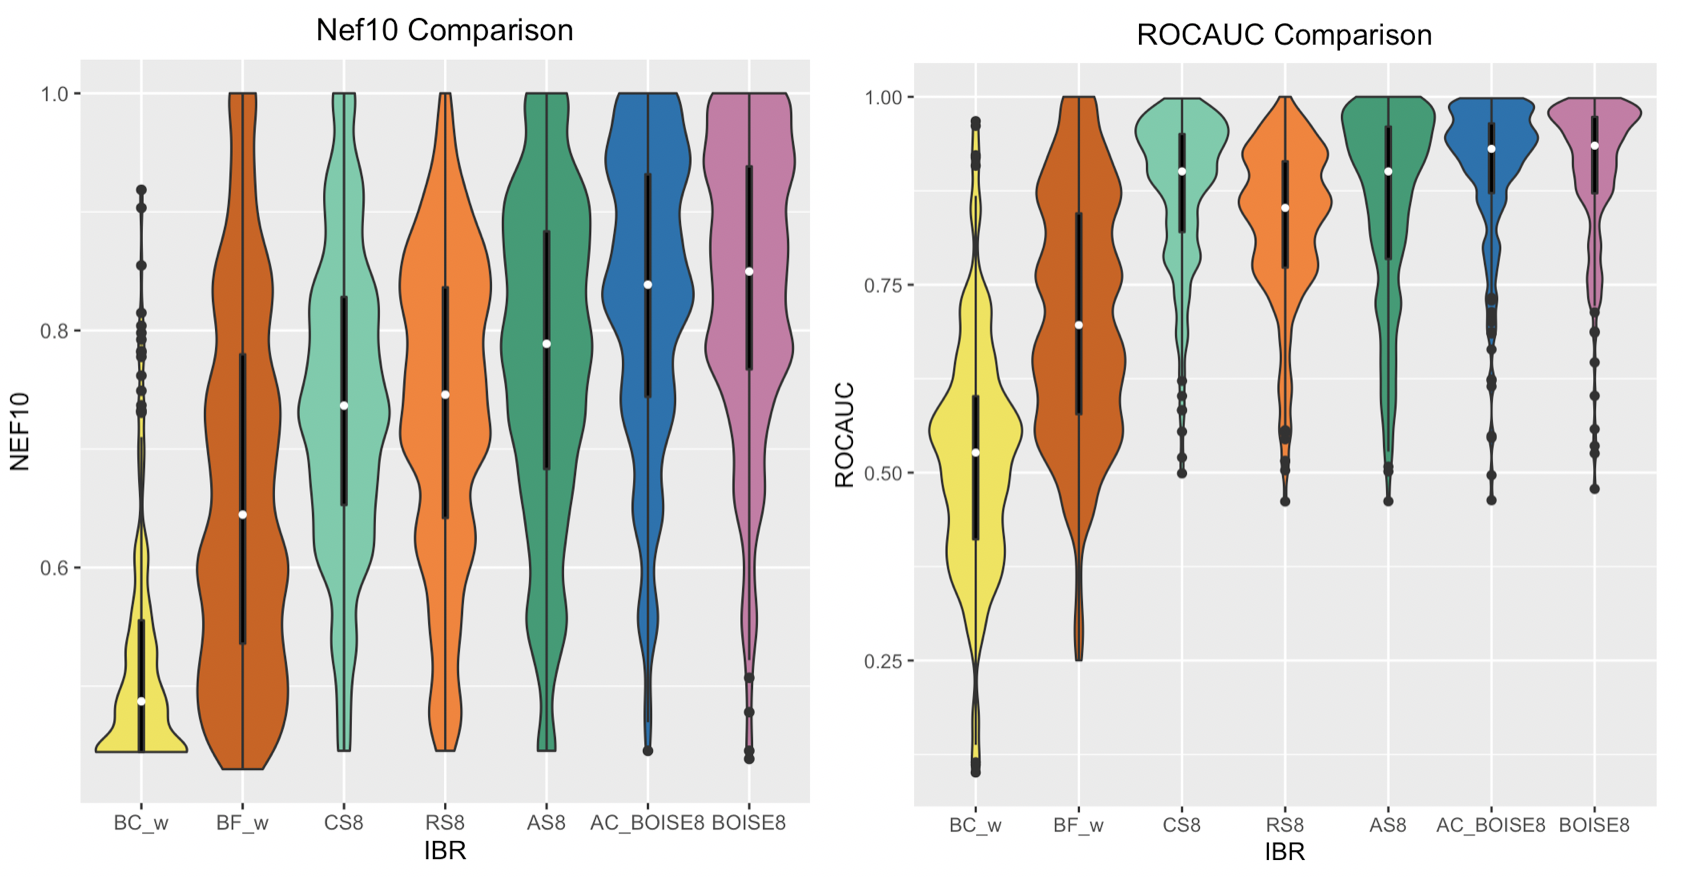 Nef10 Comparison
NEF10
1.0
0.8
0.6
BC_w BF_w CS8 RS8 AS8 AC_BOISE8 BOISE8
IBR
ROCAUC Comparison
ROCAUC
1.00
0.75
0.50
0.25
BC_w BF_w CS8 RS8 AS8 AC_BOISE8 BOISE8
IBR